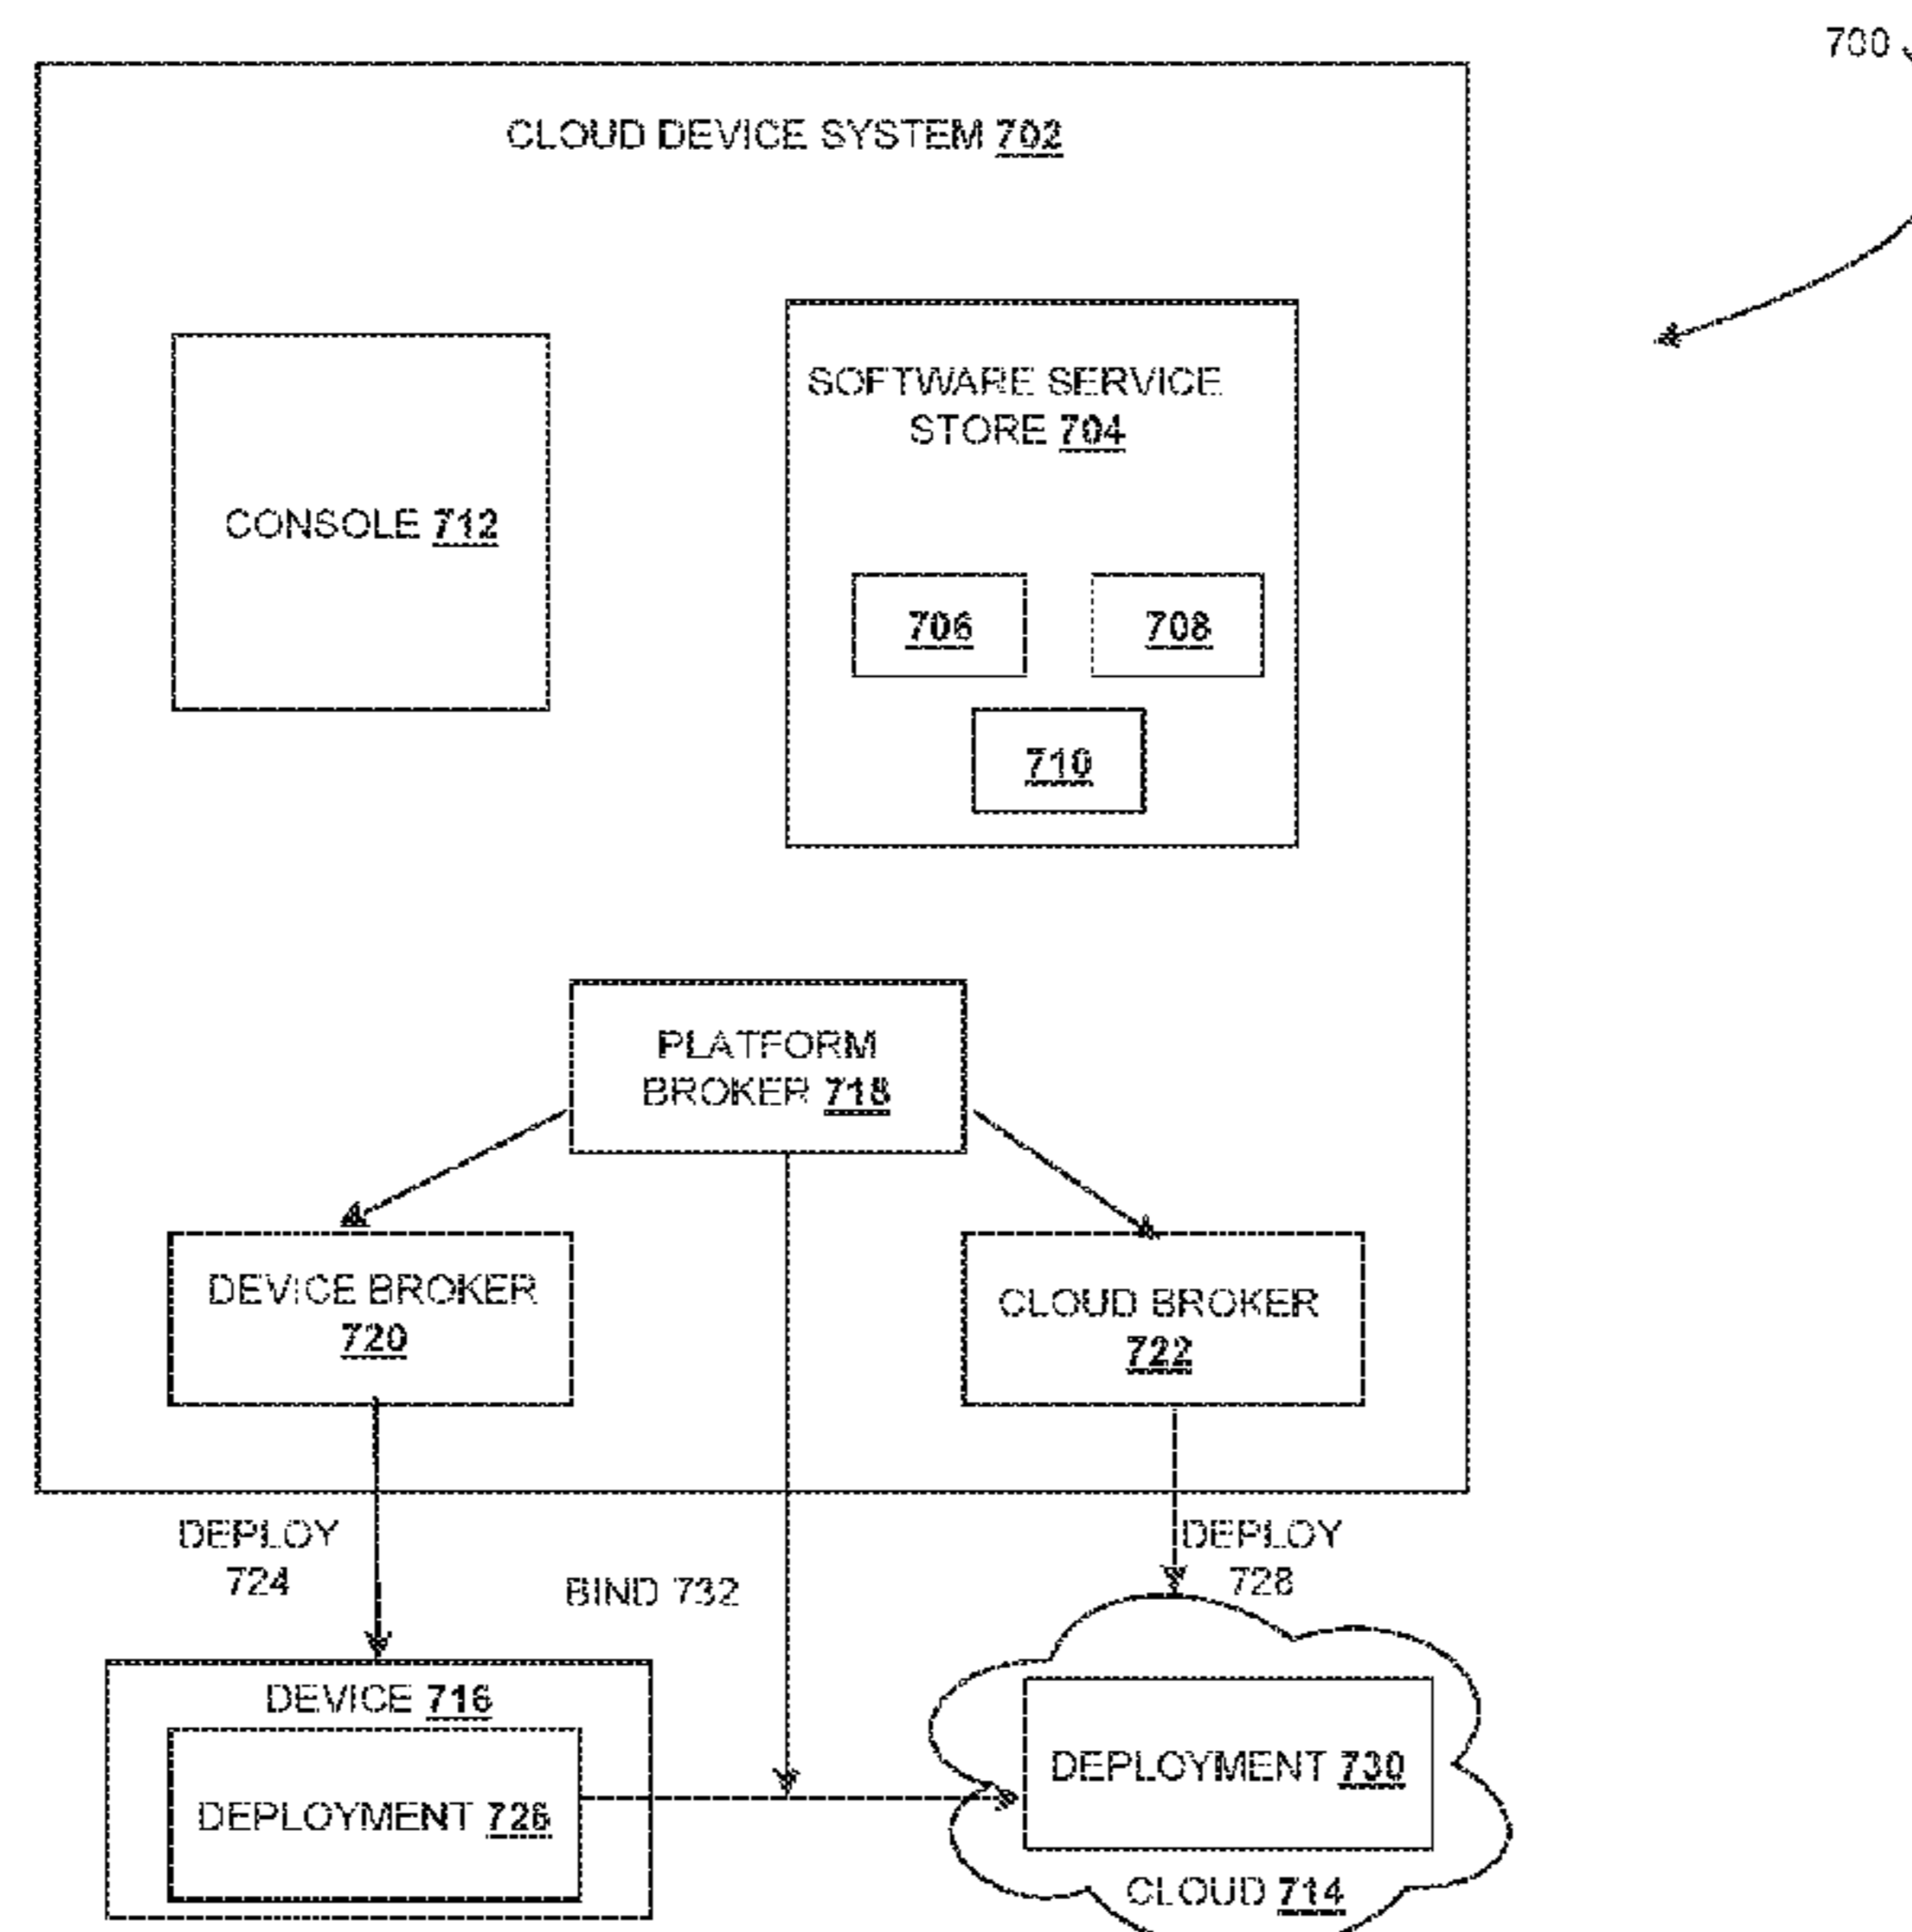 700
CLOUD DEVICE SYSTEM 702
SOFTWARE SERVICE
STORE 704
CONSOLE 712
706
708
710
PLATFORM
BROKER 718
DEVICE BROKER
720
CLOUD BROKER
722
DEPLOY
724
BIND 732
DEPLOY
728
DEVICE 716
DEPLOYMENT 726
DEPLOYMENT 730
CLOUD 714